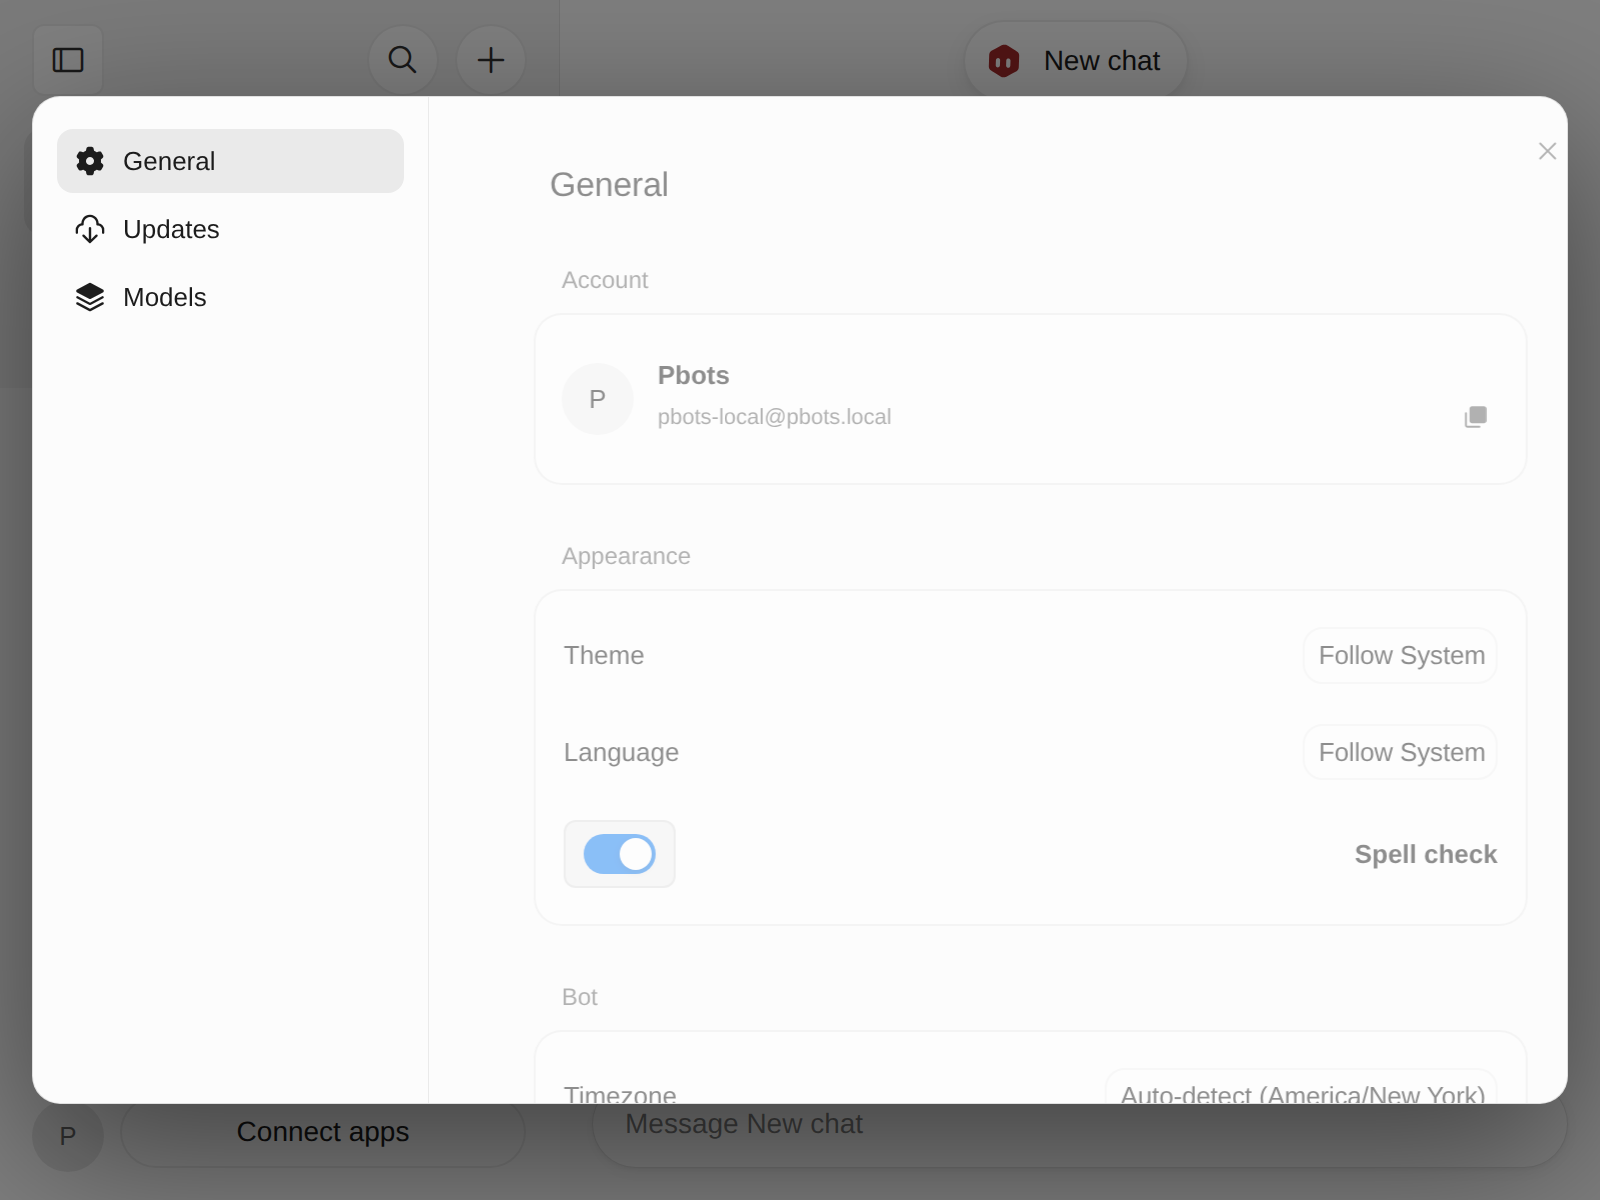 New chat
General
Updates
Models
General
Account
P
Pbots
pbots-local@pbots.local
Appearance
Theme
Follow System
Language
Follow System
Spell check
Bot
Timezone
Auto-detect (America/New York)
P
Connect apps
Message New chat